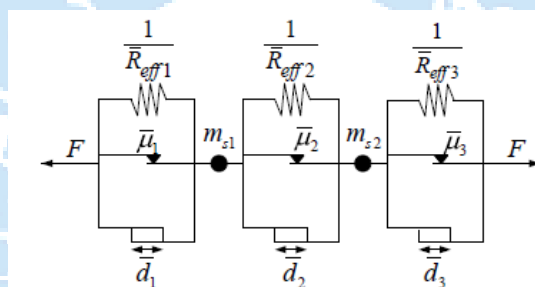 1 1 1
R̄eff1 R̄eff2 R̄eff3
F μ̄1 ms1 μ̄2 ms2 μ̄3 F
d̄1 d̄2 d̄3